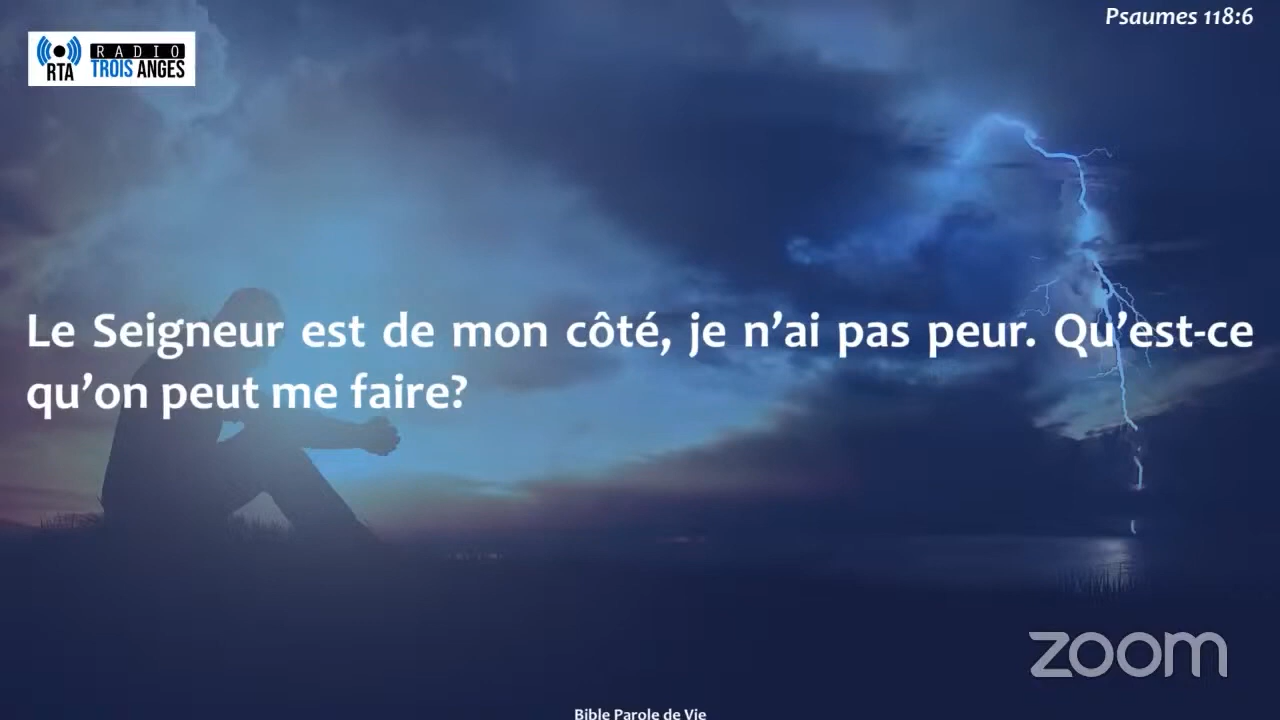 Psaumes 118:6
RADIO
RTA TROIS ANGES
Le Seigneur est de mon côté, je n’ai pas peur. Qu’est-ce
qu’on peut me faire?
zoom
Bible Parole de Vie